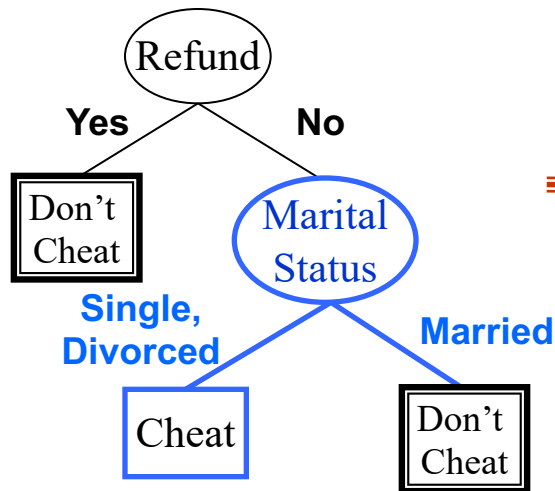 Refund
Yes
No
Don’t
Cheat
Marital
Status
Single,
Divorced
Married
Cheat
Don’t
Cheat